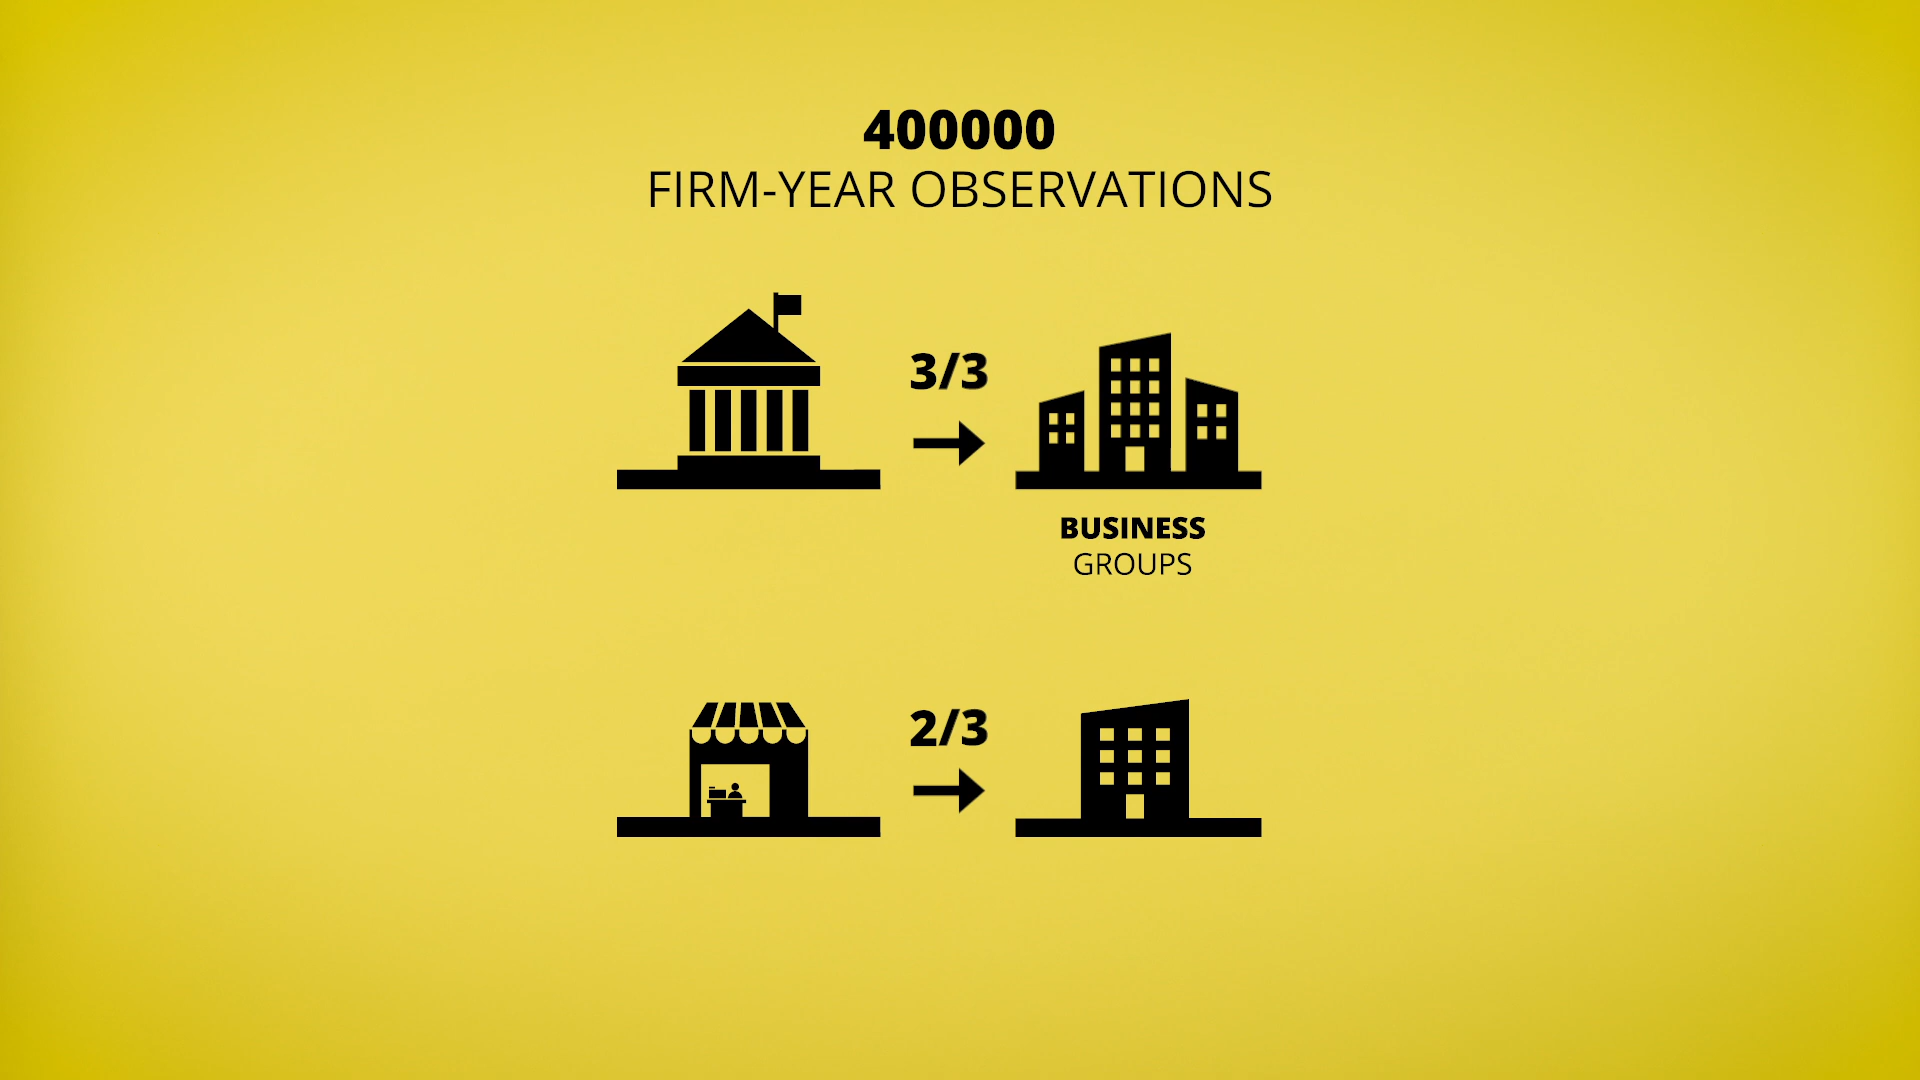 400000
FIRM-YEAR OBSERVATIONS
3/3
BUSINESS
GROUPS
2/3